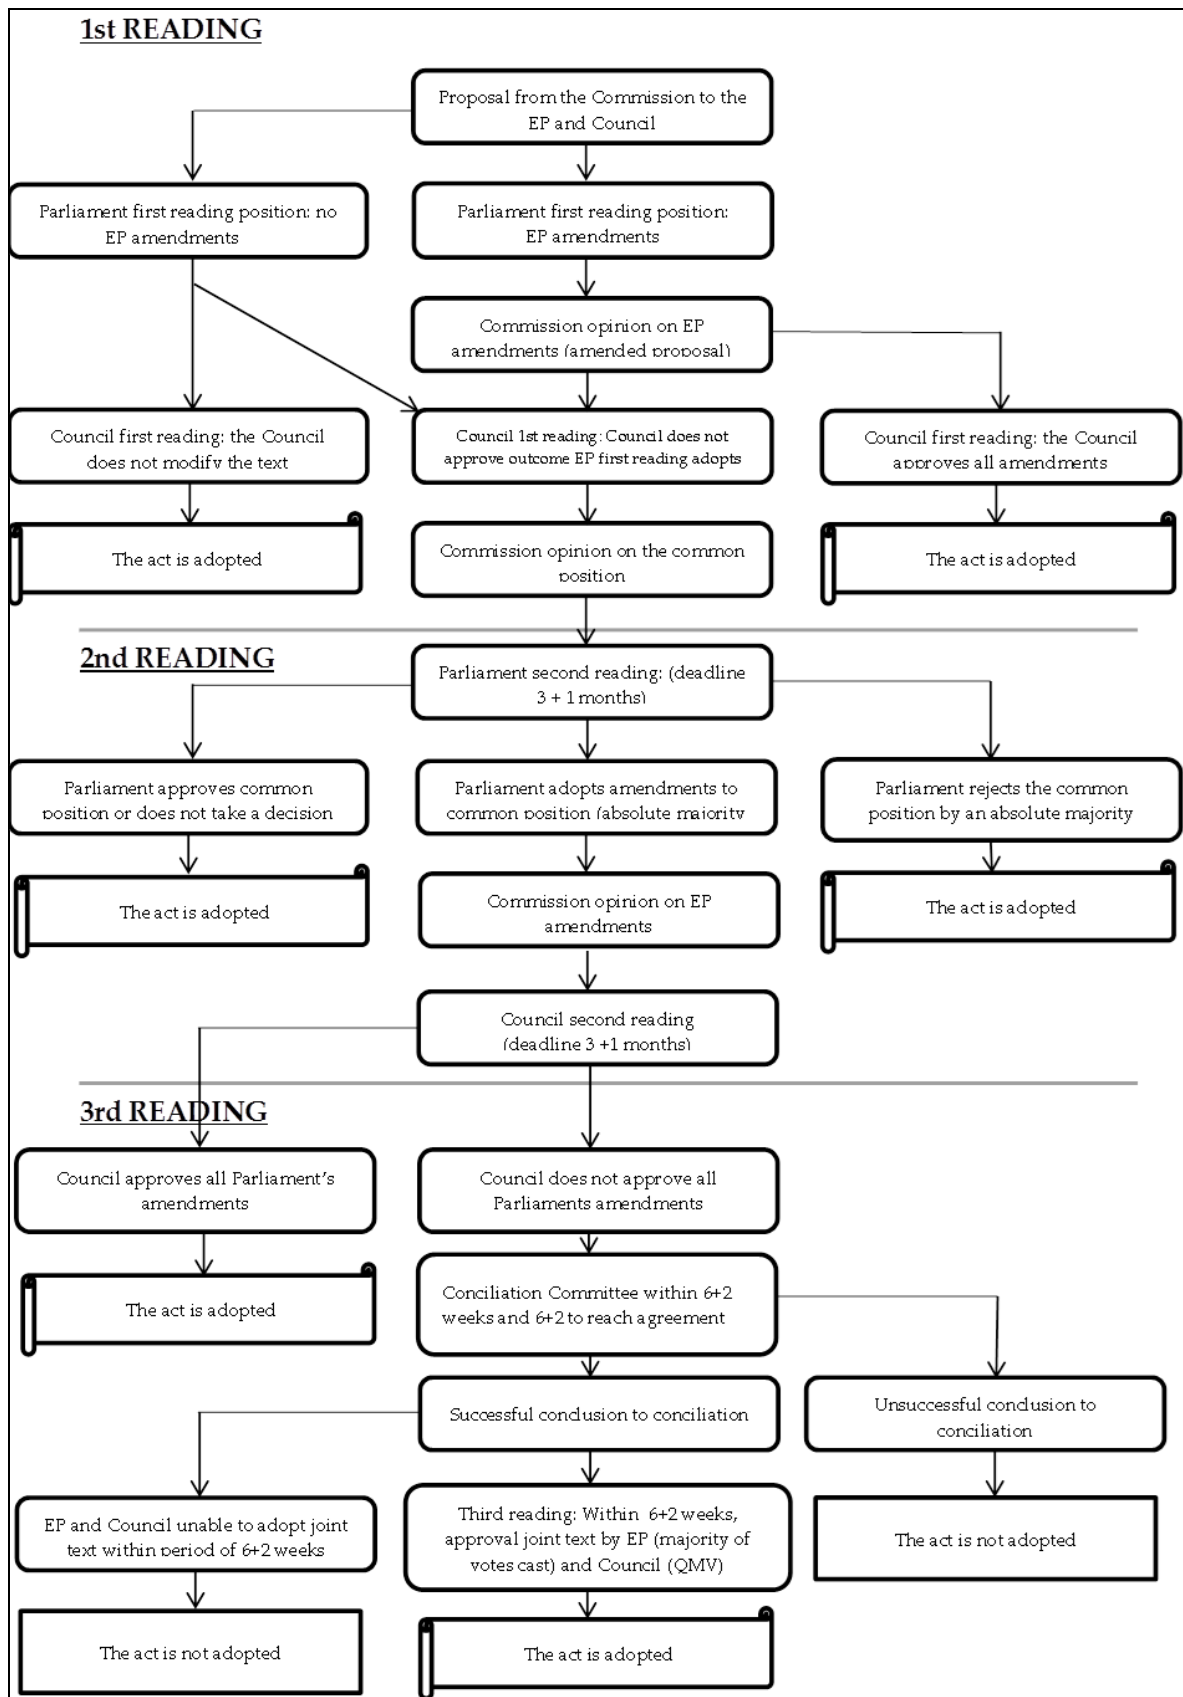 1st READING
Proposal from the Commission to the
EP and Council
Parliament first reading position: no
EP amendments
Parliament first reading position:
EP amendments
Commission opinion on EP
amendments (amended proposal)
Council first reading: the Council
does not modify the text
Council 1st reading: Council does not
approve outcome EP first reading adopts
Council first reading: the Council
approves all amendments
The act is adopted
Commission opinion on the common
position
The act is adopted
2nd READING
Parliament second reading: (deadline
3 + 1 months)
Parliament approves common
position or does not take a decision
Parliament adopts amendments to
common position (absolute majority
Parliament rejects the common
position by an absolute majority
The act is adopted
Commission opinion on EP
amendments
The act is adopted
Council second reading
(deadline 3 +1 months)
3rd READING
Council approves all Parliament's
amendments
Council does not approve all
Parliaments amendments
The act is adopted
Conciliation Committee within 6+2
weeks and 6+2 to reach agreement
Successful conclusion to conciliation
Unsuccessful conclusion to
conciliation
EP and Council unable to adopt joint
text within period of 6+2 weeks
Third reading: Within 6+2 weeks,
approval joint text by EP (majority of
votes cast) and Council (QMV)
The act is not adopted
The act is not adopted
The act is adopted